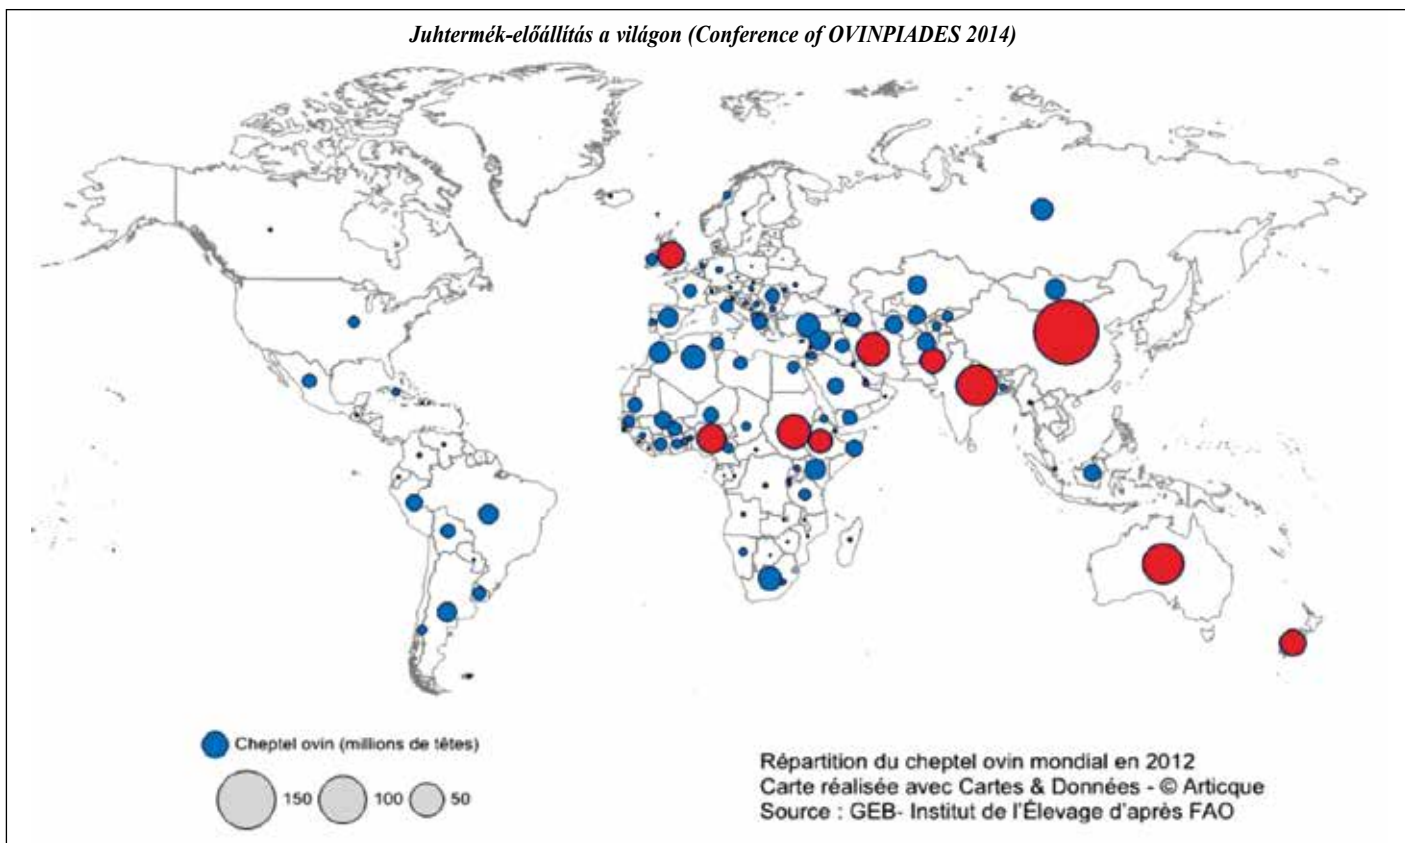 Juhtermék-előállítás a világon (Conference of OVINPIADES 2014)
Cheptel ovin (millions de têtes)
150 100 50
Répartition du cheptel ovin mondial en 2012
Carte réalisée avec Cartes & Données - © Articque
Source : GEB- Institut de l'Élevage d'après FAO